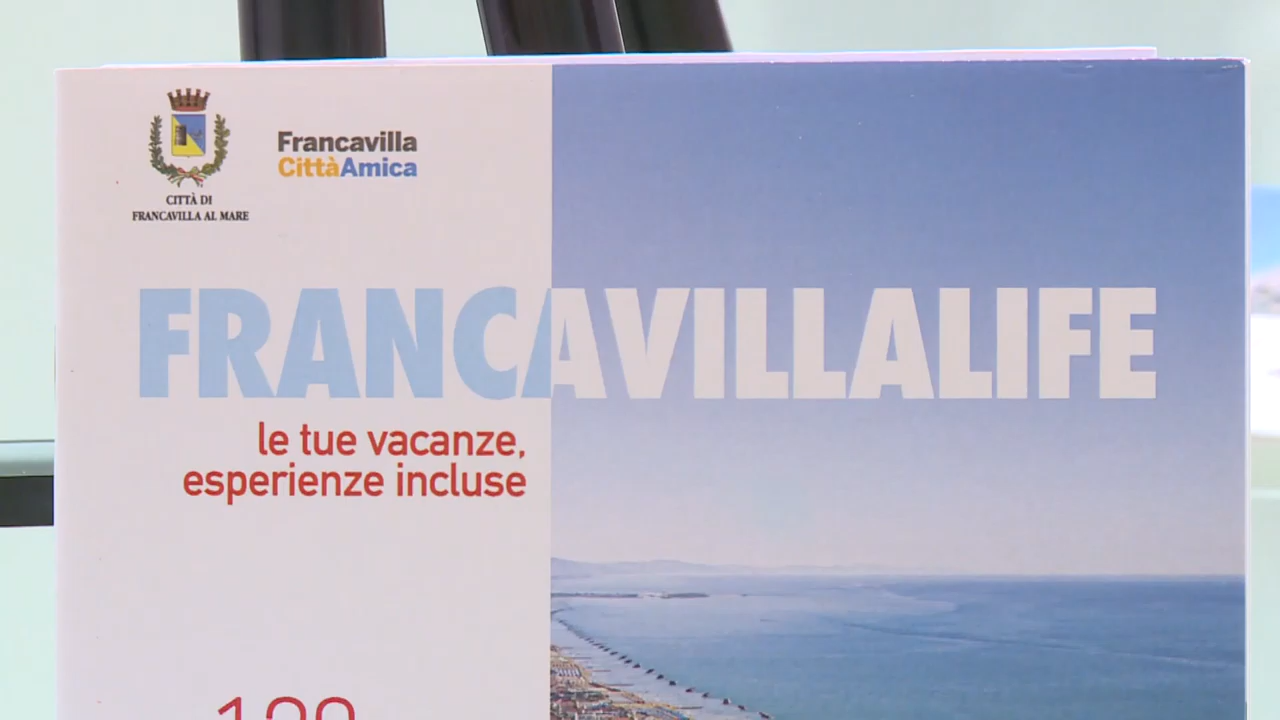 CITTÀ DI
FRANCAVILLA AL MARE
Francavilla
CittàAmica
FRANCAVILLALIFE
le tue vacanze,
esperienze incluse